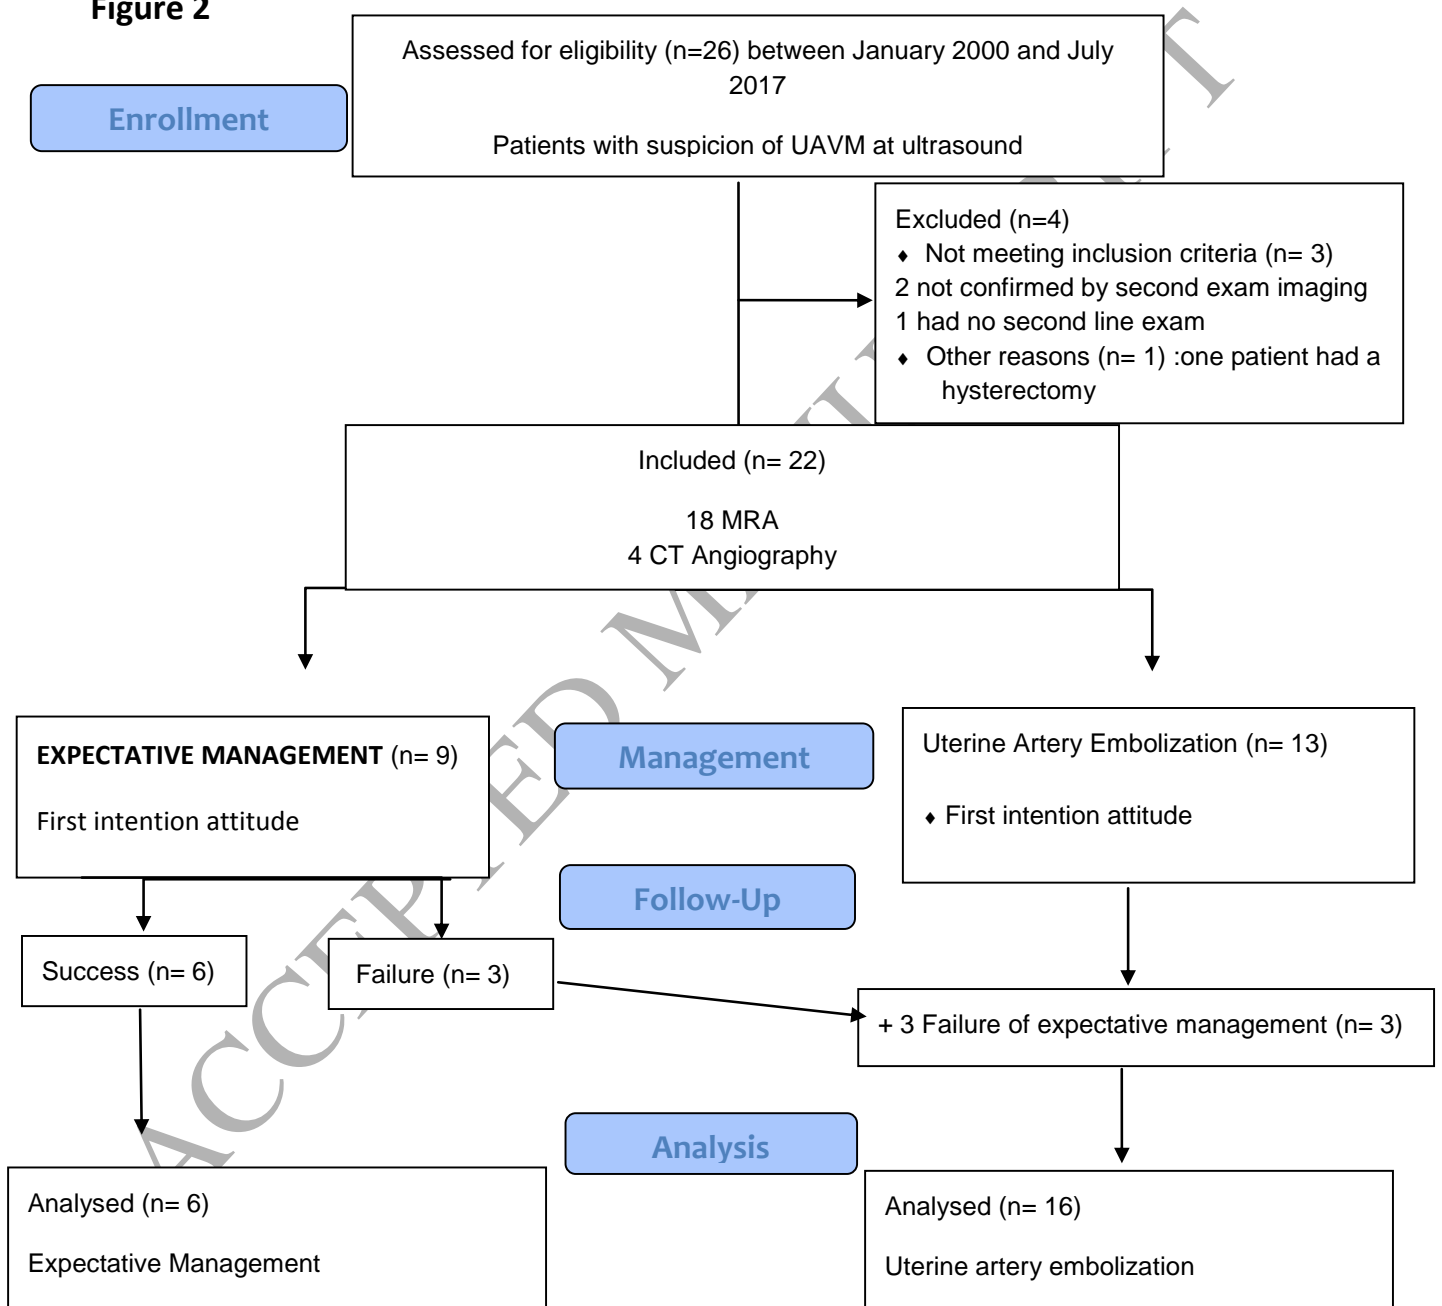 Figure 2
Assessed for eligibility (n=26) between January 2000 and July
2017
Patients with suspicion of UAVM at ultrasound
Enrollment
Excluded (n=4)
♦ Not meeting inclusion criteria (n= 3)
2 not confirmed by second exam imaging
1 had no second line exam
♦ Other reasons (n= 1) :one patient had a
hysterectomy
Included (n= 22)
18 MRA
4 CT Angiography
EXPECTATIVE MANAGEMENT (n= 9)
First intention attitude
Management
Uterine Artery Embolization (n= 13)
♦ First intention attitude
Follow-Up
Success (n= 6)
Failure (n= 3)
+ 3 Failure of expectative management (n= 3)
Analysis
Analysed (n= 6)
Expectative Management
Analysed (n= 16)
Uterine artery embolization